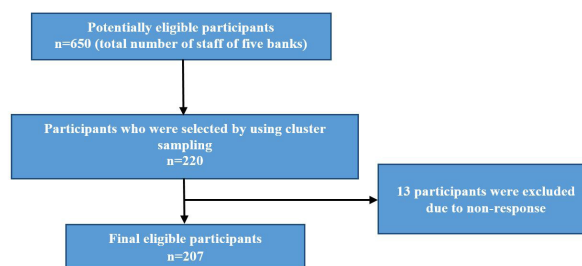 Potentially eligible participants
n=650 (total number of staff of five banks)
Participants who were selected by using cluster
sampling
n=220
13 participants were excluded
due to non-response
Final eligible participants
n=207